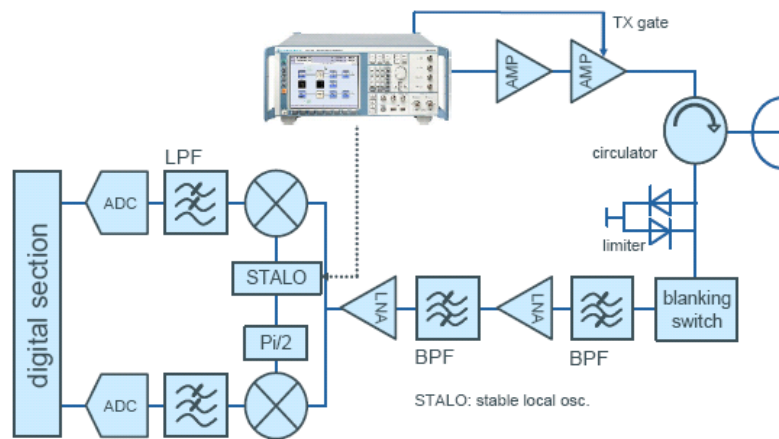 TX gate
AMP
AMP
circulator
LPF
ADC
limiter
digital section
STALO
LNA
LNA
blanking
switch
Pi/2
BPF
BPF
ADC
STALO: stable local osc.